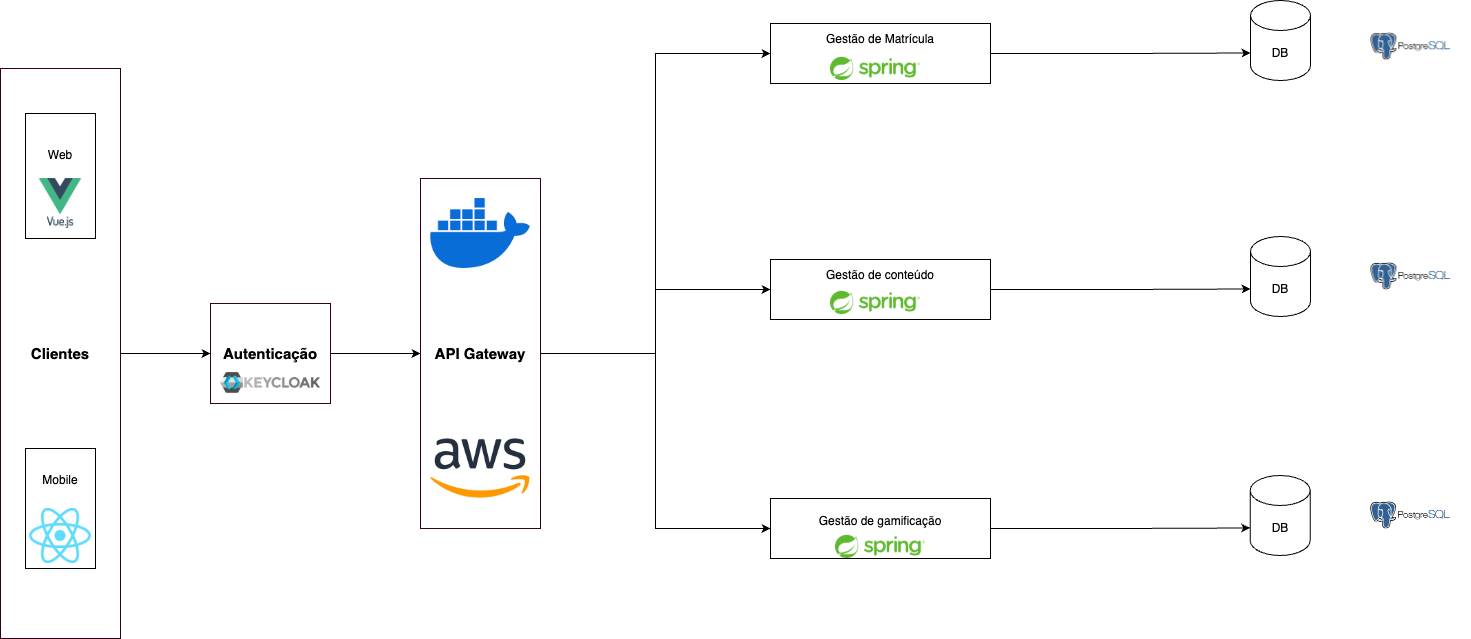 Clientes
Web
Vue.js
Mobile
Autenticação
KEYCLOAK
API Gateway
aws
Gestão de Matrícula
spring
DB
PostgreSQL
Gestão de conteúdo
spring
DB
PostgreSQL
Gestão de gamificação
spring
DB
PostgreSQL